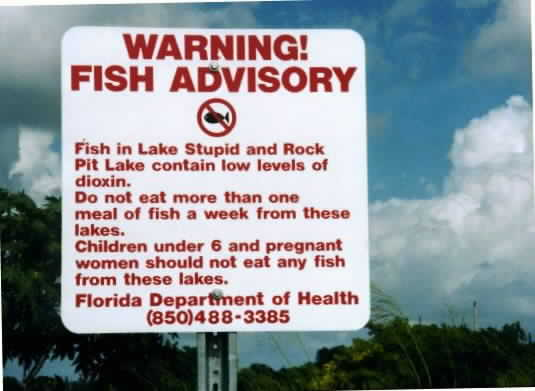 WARNING!
FISH ADVISORY
Fish in Lake Stupid and Rock
Pit Lake contain low levels of
dioxin.
Do not eat more than one
meal of fish a week from these
lakes.
Children under 6 and pregnant
women should not eat any fish
from these lakes.
Florida Department of Health
(850)488-3385